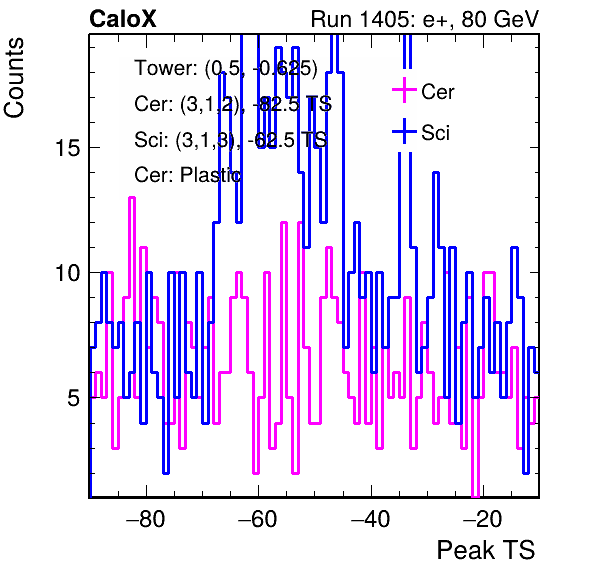 CaloX Run 1405: e+, 80 GeV
Counts
Tower: (0.5, -0.625)
Cer: (3,1,2), -82.5 TS
Sci: (3,1,3), -62.5 TS
Cer: Plastic
Cer
Sci
15
10
5
−80 −60 −40 −20
Peak TS